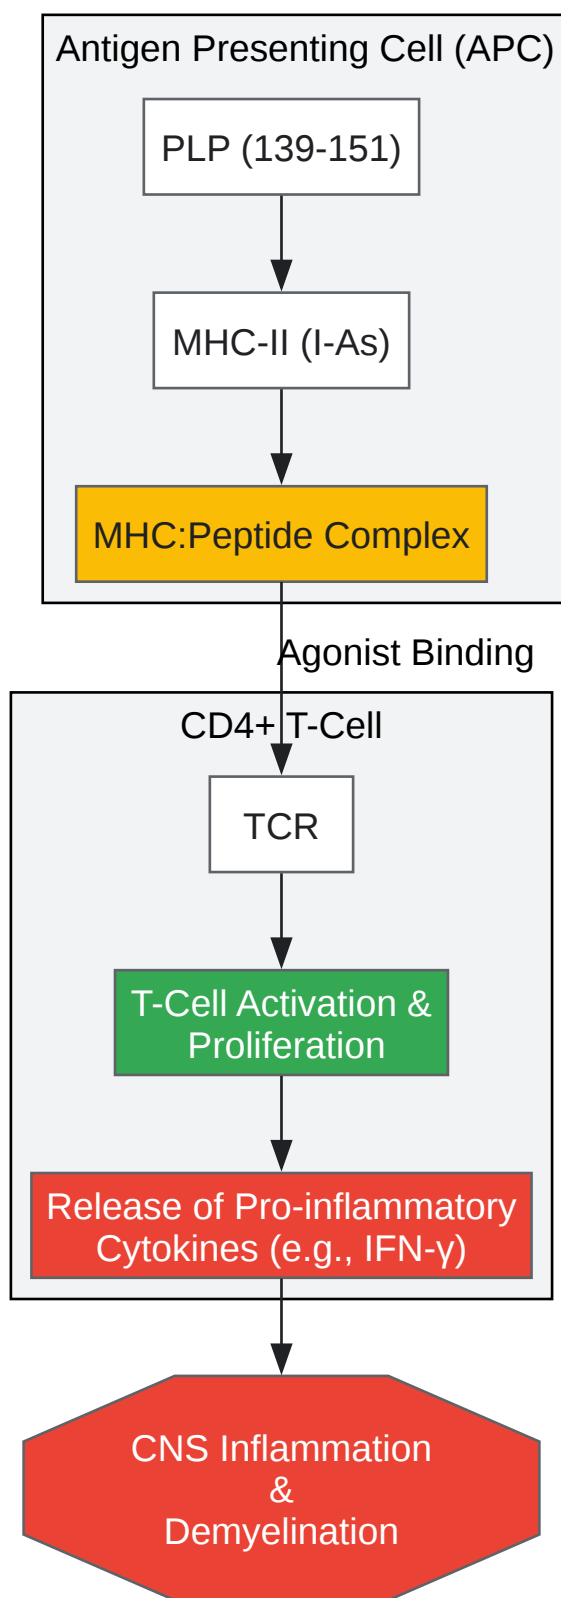 Antigen Presenting Cell (APC)
PLP (139-151)
MHC-II (I-As)
MHC:Peptide Complex
Agonist Binding
CD4+ T-Cell
TCR
T-Cell Activation &
Proliferation
Release of Pro-inflammatory
Cytokines (e.g., IFN-γ)
CNS Inflammation
&
Demyelination